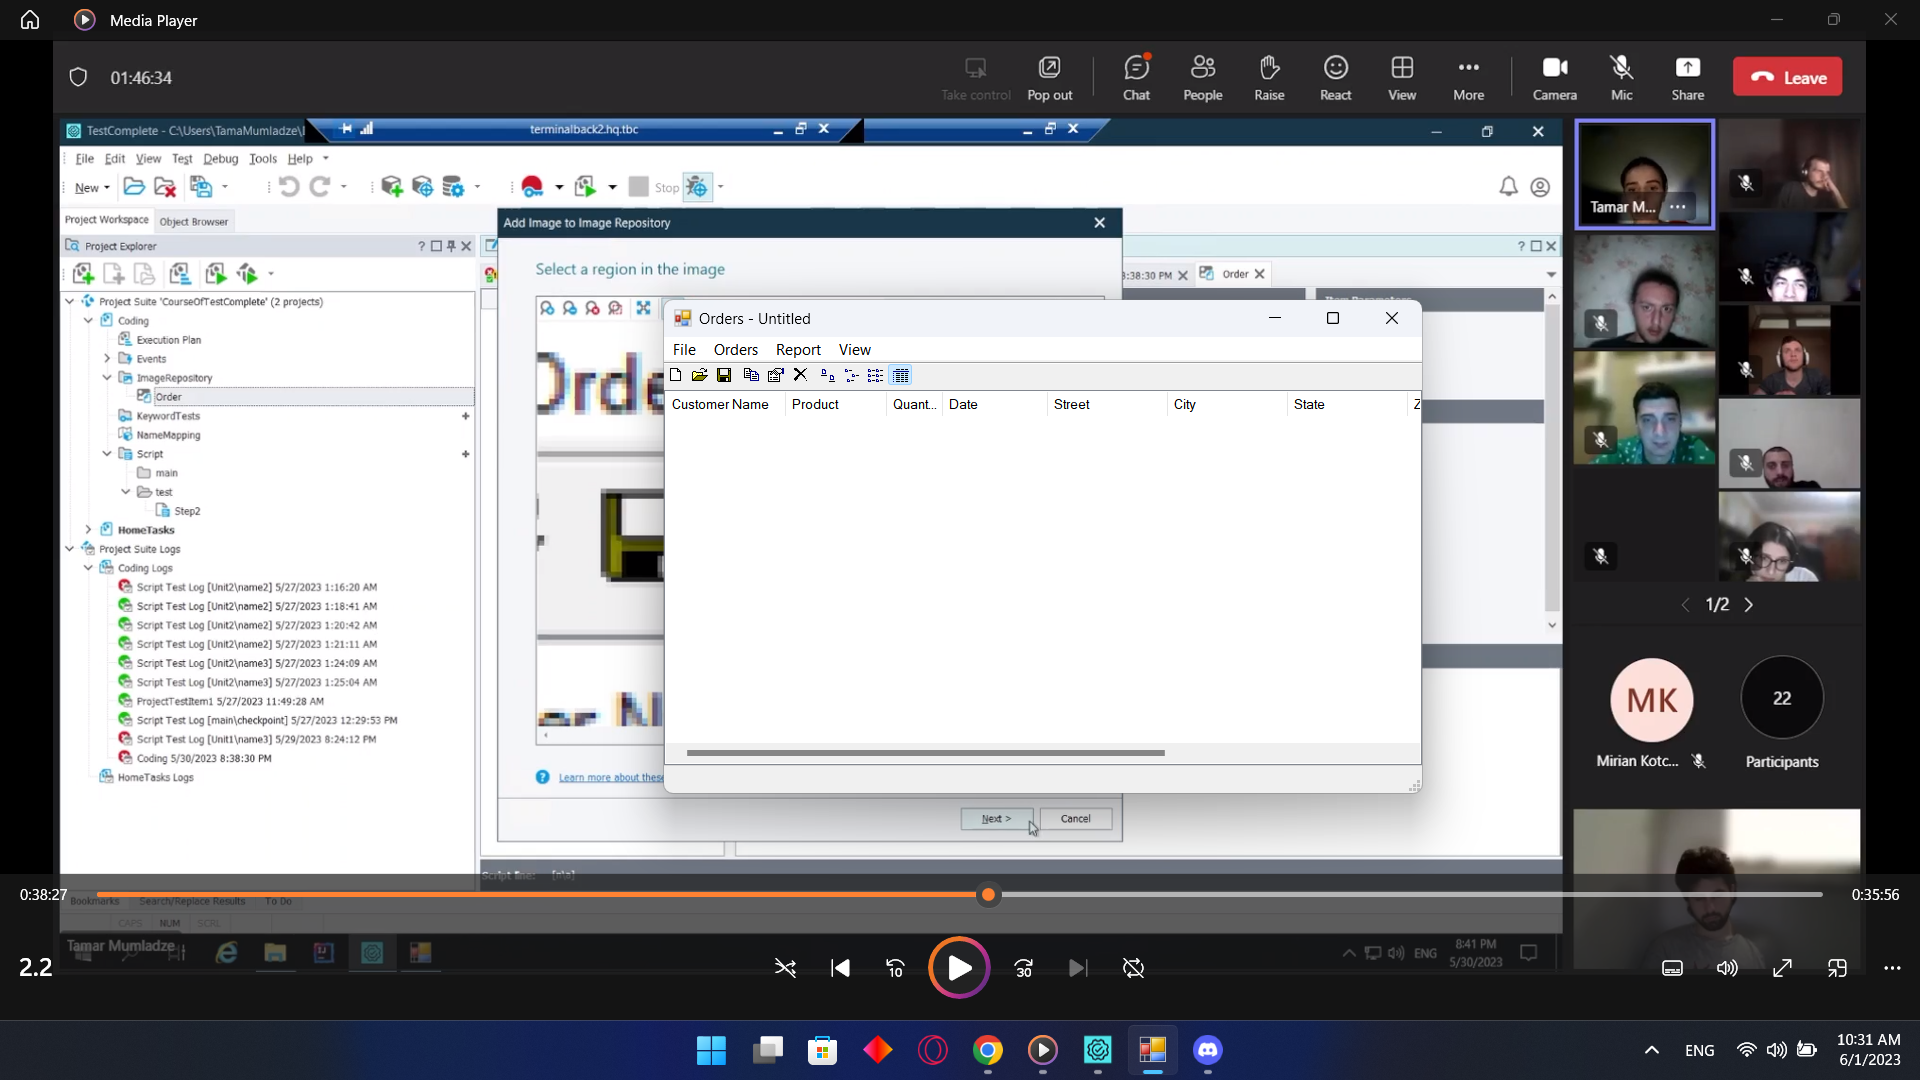 Media Player
01:46:34
Take control
Pop out
Chat
People
Raise
React
View
More
Camera
Mic
Share
Leave
TestComplete - C:\Users\TamaMumladze\
terminalback2.hq.tbc
File Edit View Test Debug Tools Help
New
Stop
Project Workspace
Object Browser
Project Explorer
Project Suite 'CourseOfTestComplete' (2 projects)
Coding
Execution Plan
Events
ImageRepository
Order
KeywordTests
NameMapping
Script
main
test
Step2
HomeTasks
Project Suite Logs
Coding Logs
Script Test Log [Unit2\name2] 5/27/2023 1:16:20 AM
Script Test Log [Unit2\name2] 5/27/2023 1:18:41 AM
Script Test Log [Unit2\name2] 5/27/2023 1:20:42 AM
Script Test Log [Unit2\name2] 5/27/2023 1:21:11 AM
Script Test Log [Unit2\name3] 5/27/2023 1:24:09 AM
Script Test Log [Unit2\name3] 5/27/2023 1:25:04 AM
ProjectTestItem1 5/27/2023 11:49:28 AM
Script Test Log [main\checkpoint] 5/27/2023 12:29:53 PM
Script Test Log [Unit1\name3] 5/29/2023 8:24:12 PM
Coding 5/30/2023 8:38:30 PM
HomeTasks Logs
Add Image to Image Repository
Select a region in the image
Orde
er N
Learn more about these
Next >
Cancel
:38:30 PM
Order
Orders - Untitled
File Orders Report View
Customer Name Product Quant... Date Street City State Z
Script line: [n\a]
Tamar M...
1/2
MK
Mirian Kotc...
22
Participants
0:38:27
0:35:56
Bookmarks Search/Replace Results To Do
CAPS NUM SCRL
Tamar Mumladze
ENG
8:41 PM
5/30/2023
2.2
10
30
ENG
10:31 AM
6/1/2023